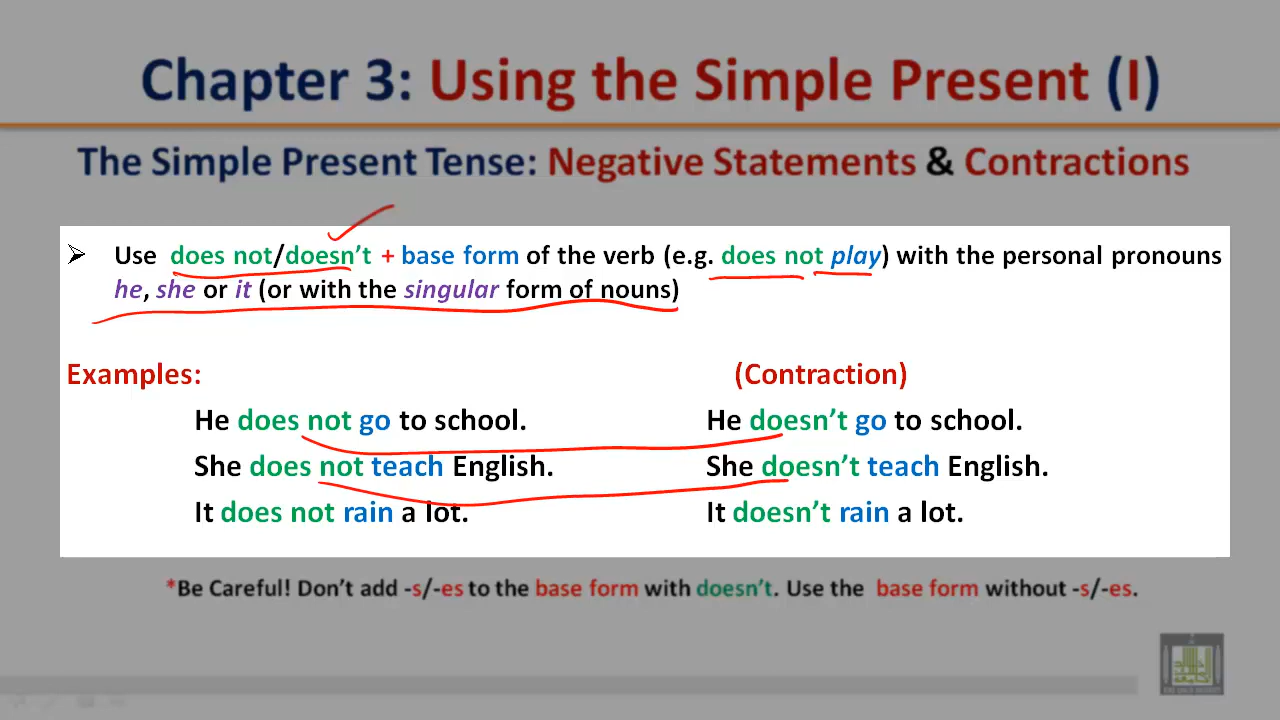 Chapter 3: Using the Simple Present (I)
The Simple Present Tense: Negative Statements & Contractions
Use does not/doesn't + base form of the verb (e.g. does not play) with the personal pronouns
he, she or it (or with the singular form of nouns)
Examples:
(Contraction)
He does not go to school.
He doesn't go to school.
She does not teach English.
She doesn't teach English.
It does not rain a lot.
It doesn't rain a lot.
*Be Careful! Don't add -s/-es to the base form with doesn't. Use the base form without -s/-es.